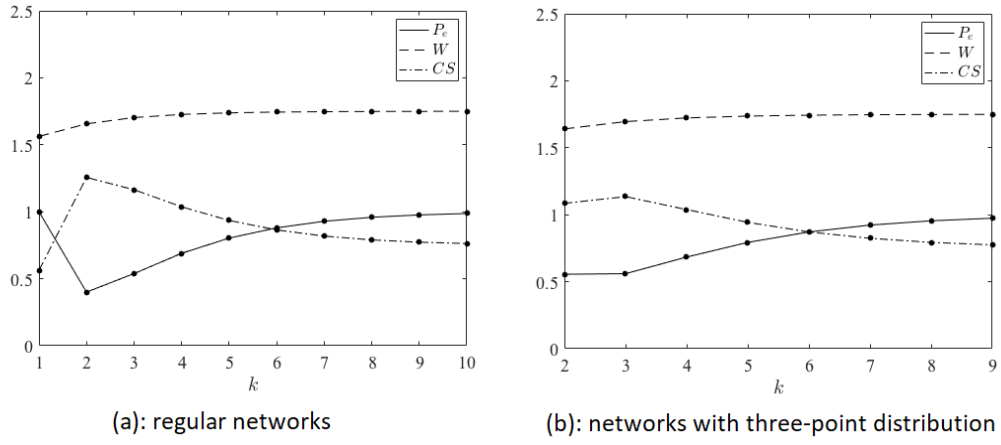 2.5
2
1.5
1
0.5
0
1 2 3 4 5 6 7 8 9 10
k
P_e
W
CS
(a): regular networks
2.5
2
1.5
1
0.5
0
2 3 4 5 6 7 8 9
k
P_e
W
CS
(b): networks with three-point distribution